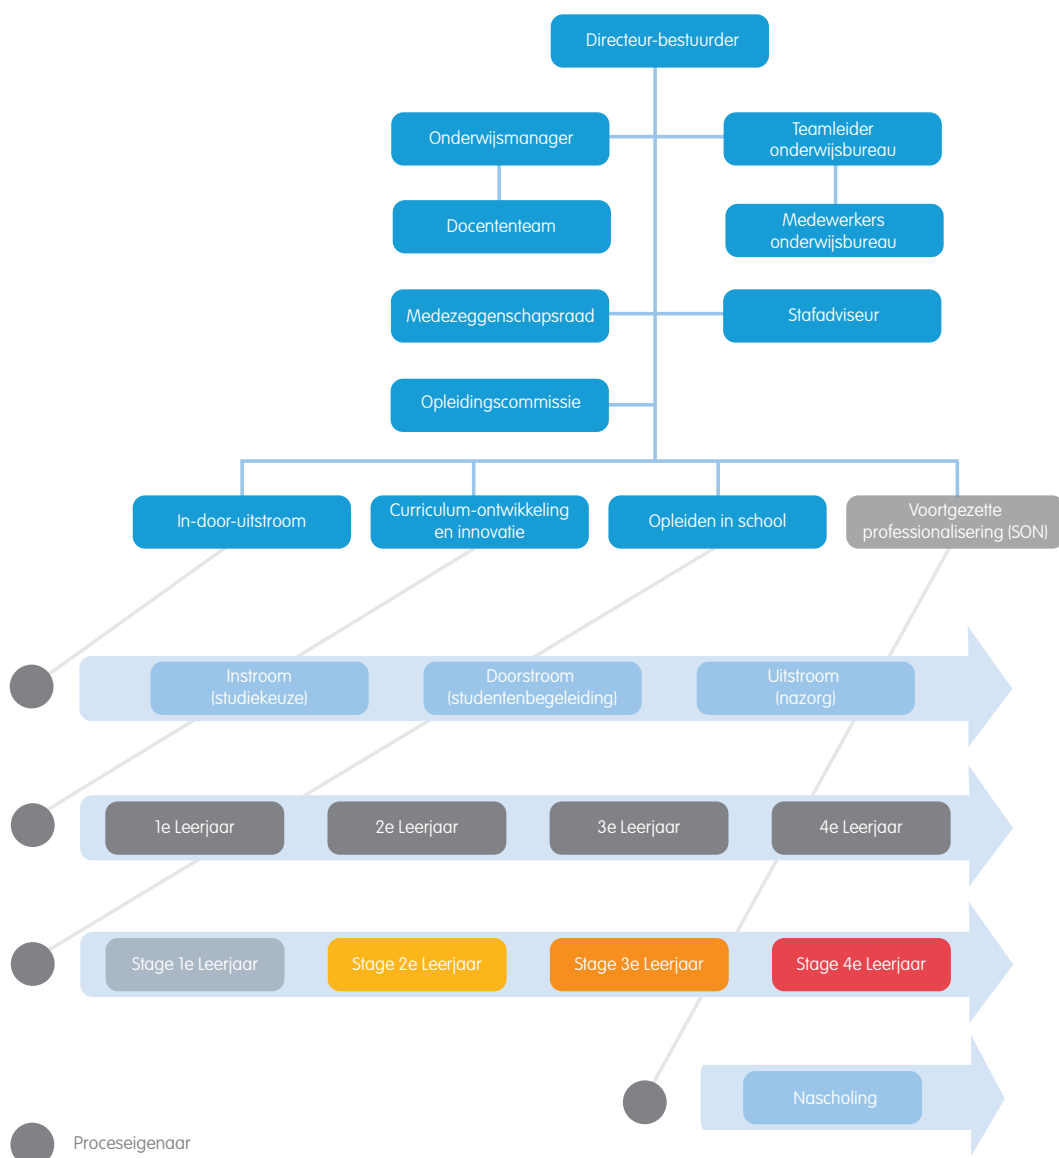 Directeur-bestuurder
Onderwijsmanager
Teamleider
onderwijsbureau
Docententeam
Medewerkers
onderwijsbureau
Medezeggenschapsraad
Stafadviseur
Opleidingscommissie
In-door-uitstroom
Curriculum-ontwikkeling
en innovatie
Opleiden in school
Voortgezette
professionalisering (SON)
Instroom
(studiekeuze)
Doorstroom
(studentenbegeleiding)
Uitstroom
(nazorg)
1e Leerjaar
2e Leerjaar
3e Leerjaar
4e Leerjaar
Stage 1e Leerjaar
Stage 2e Leerjaar
Stage 3e Leerjaar
Stage 4e Leerjaar
Nascholing
Proceseigenaar